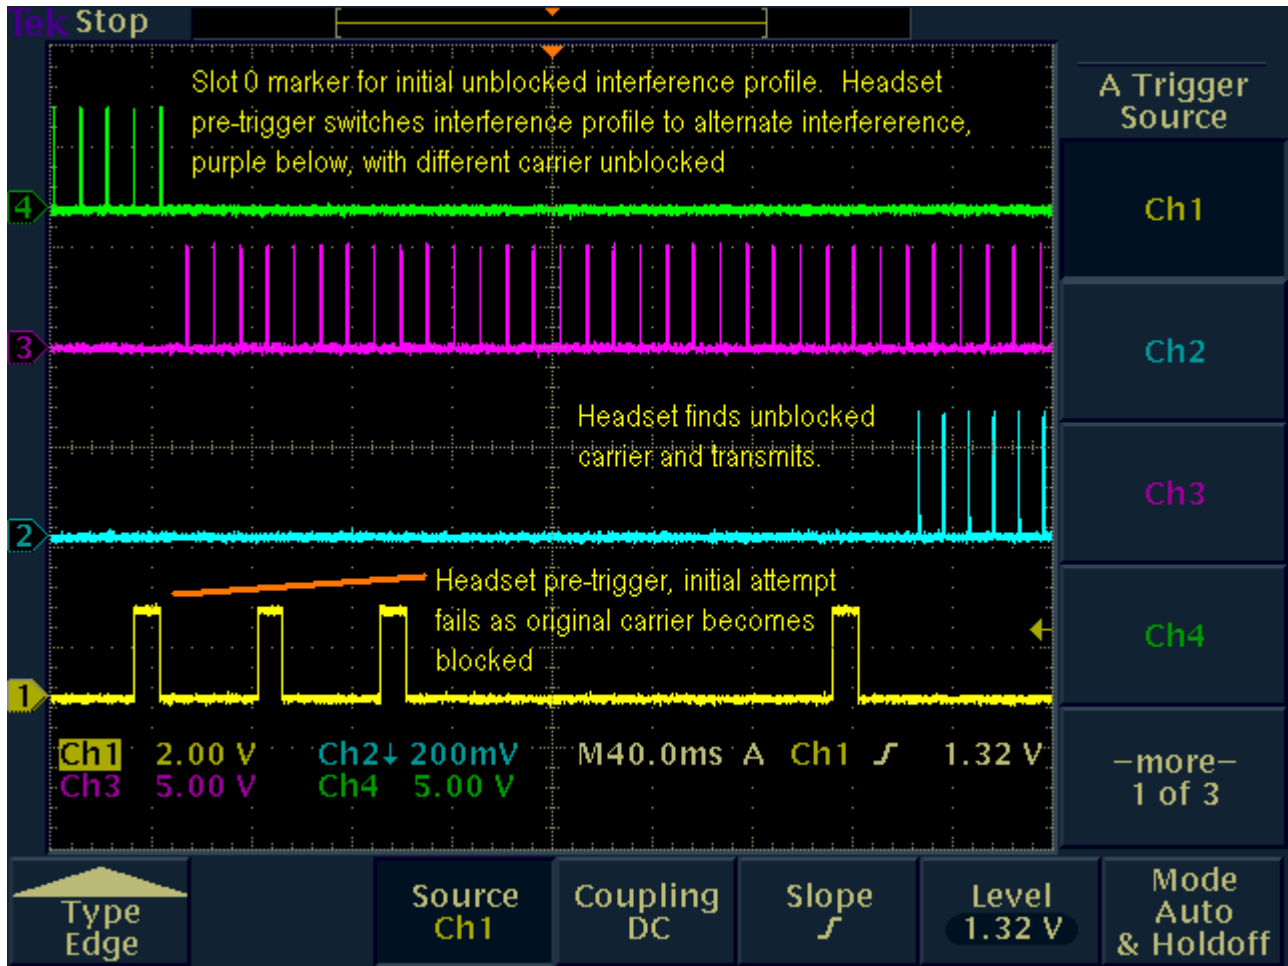 Tek Stop
Slot 0 marker for initial unblocked interference profile.  Headset
pre-trigger switches interference profile to alternate interfererence,
purple below, with different carrier unblocked
4
3
Headset finds unblocked
carrier and transmits.
2
Headset pre-trigger, initial attempt
fails as original carrier becomes
blocked
1
Ch1 2.00 V Ch2↓ 200mV M40.0ms A Ch1 1.32 V
Ch3 5.00 V Ch4 5.00 V
A Trigger
Source
Ch1
Ch2
Ch3
Ch4
–more–
1 of 3
Type
Edge
Source
Ch1
Coupling
DC
Slope
Level
1.32 V
Mode
Auto
& Holdoff